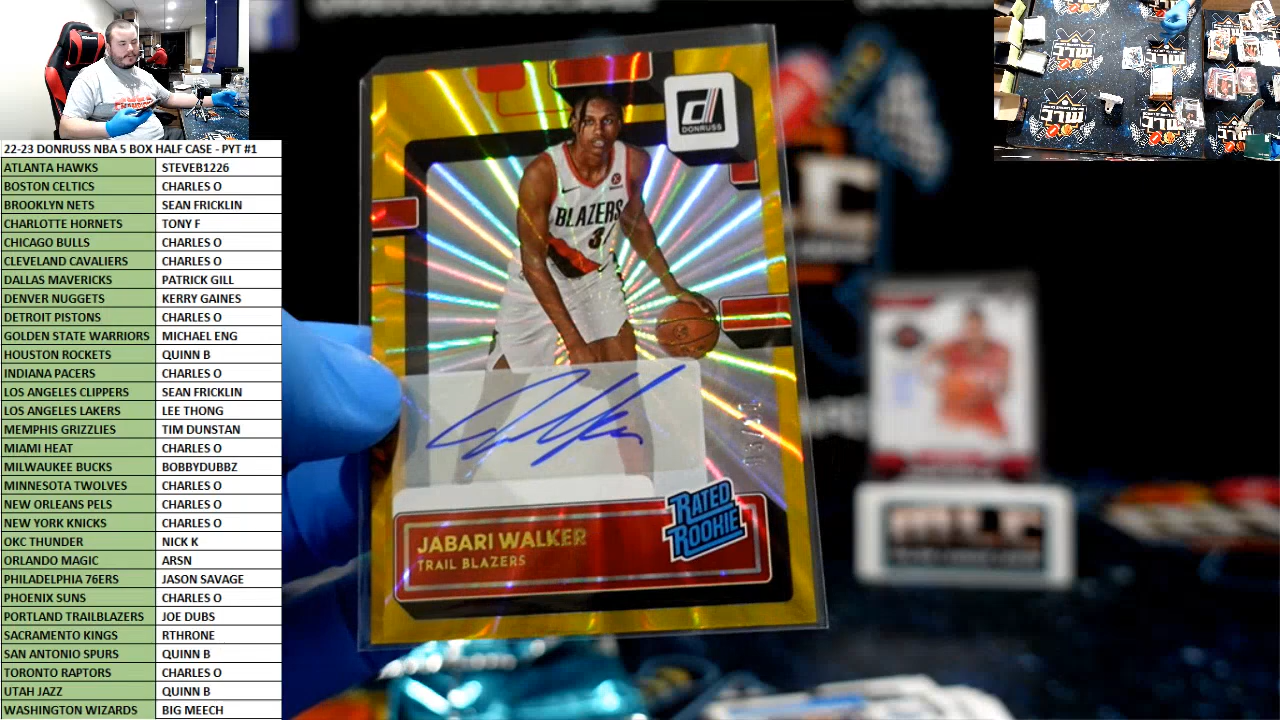 22-23 DONRUSS NBA 5 BOX HALF CASE - PYT #1
ATLANTA HAWKS STEVEB1226
BOSTON CELTICS CHARLES O
BROOKLYN NETS SEAN FRICKLIN
CHARLOTTE HORNETS TONY F
CHICAGO BULLS CHARLES O
CLEVELAND CAVALIERS CHARLES O
DALLAS MAVERICKS PATRICK GILL
DENVER NUGGETS KERRY GAINES
DETROIT PISTONS CHARLES O
GOLDEN STATE WARRIORS MICHAEL ENG
HOUSTON ROCKETS QUINN B
INDIANA PACERS CHARLES O
LOS ANGELES CLIPPERS SEAN FRICKLIN
LOS ANGELES LAKERS LEE THONG
MEMPHIS GRIZZLIES TIM DUNSTAN
MIAMI HEAT CHARLES O
MILWAUKEE BUCKS BOBBYDUBBZ
MINNESOTA TWOLVES CHARLES O
NEW ORLEANS PELS CHARLES O
NEW YORK KNICKS CHARLES O
OKC THUNDER NICK K
ORLANDO MAGIC ARSN
PHILADELPHIA 76ERS JASON SAVAGE
PHOENIX SUNS CHARLES O
PORTLAND TRAILBLAZERS JOE DUBS
SACRAMENTO KINGS RTHRONE
SAN ANTONIO SPURS QUINN B
TORONTO RAPTORS CHARLES O
UTAH JAZZ QUINN B
WASHINGTON WIZARDS BIG MEECH
DONRUSS
BLAZERS
RATED
ROOKIE
JABARI WALKER
TRAIL BLAZERS
MLC